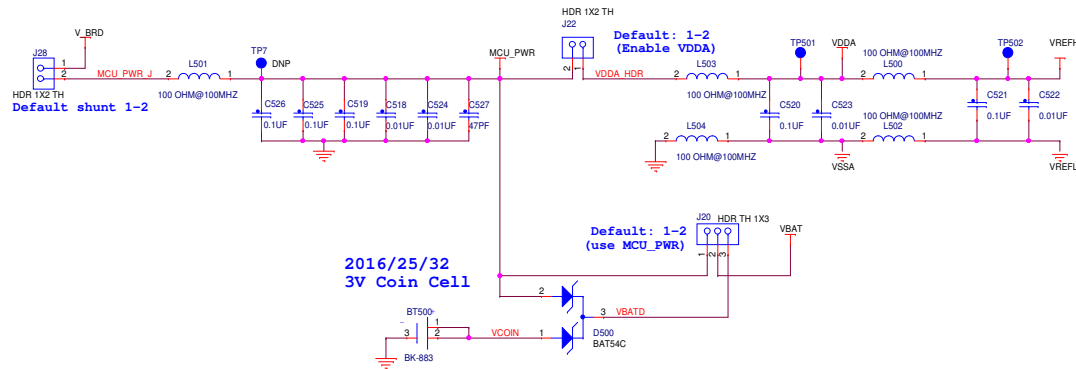 HDR 1X2 TH
J22
V_BRD
J28
1
2
MCU_PWR_J
HDR 1X2 TH
Default shunt 1-2
L501
2
1
100 OHM@100MHZ
TP7
DNP
C526
0.1UF
C525
0.1UF
C519
0.1UF
C518
0.01UF
C524
0.01UF
C527
47PF
MCU_PWR
Default: 1-2
(Enable VDDA)
2
1
VDDA_HDR
L503
2
1
100 OHM@100MHZ
TP501
VDDA
100 OHM@100MHZ
L500
2
1
TP502
VREFH
C520
0.1UF
C523
0.01UF
C521
0.1UF
C522
0.01UF
L504
2
1
100 OHM@100MHZ
100 OHM@100MHZ
L502
2
1
VSSA
VREFL
J20
HDR TH 1X3
Default: 1-2
(use MCU_PWR)
1
2
3
VBAT
2016/25/32
3V Coin Cell
BT500
1
2
3
BK-883
VCOIN
2
1
3
VBATD
D500
BAT54C